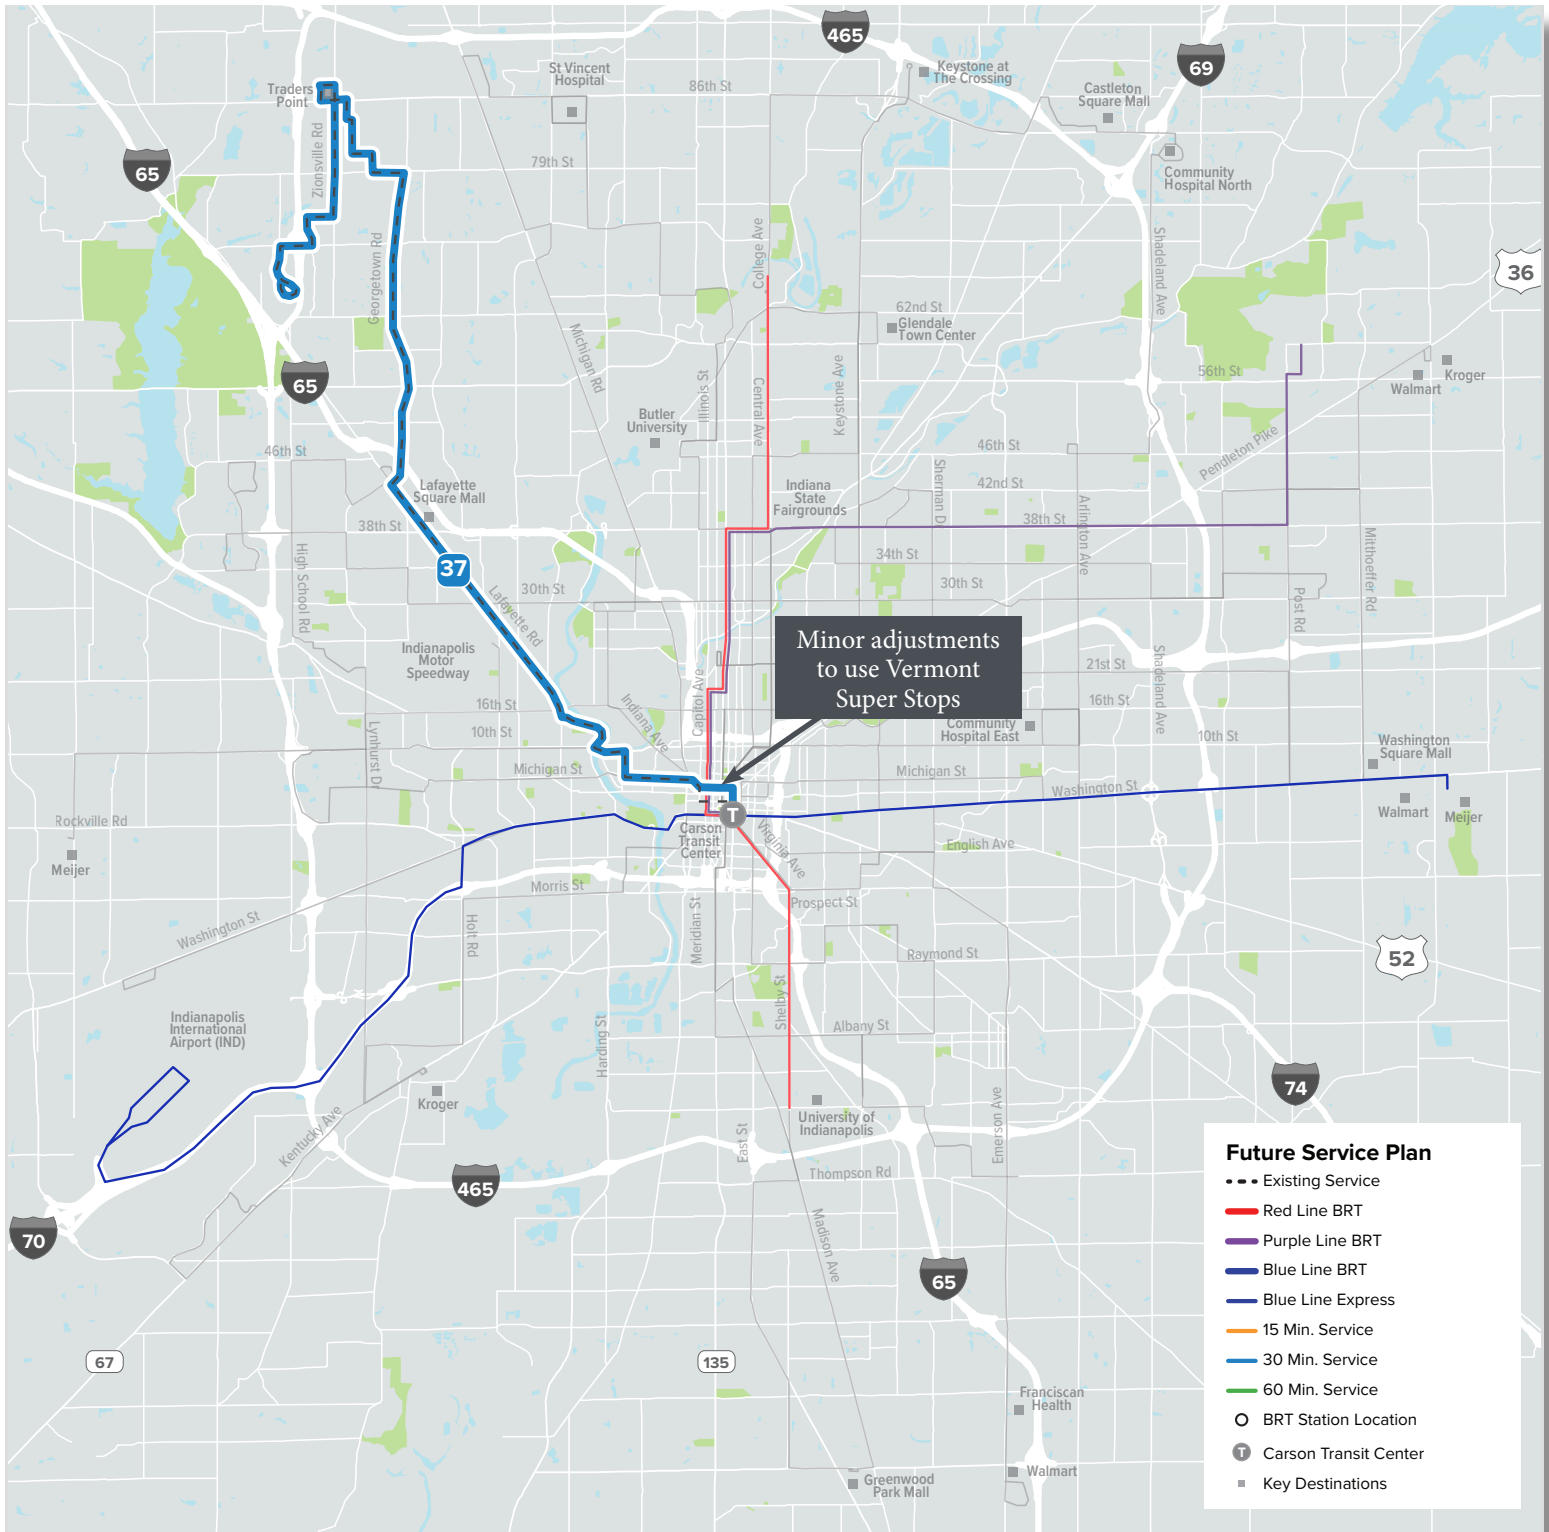 465
69
Keystone at
The Crossing
St Vincent
Hospital
86th St
Castleton
Square Mall
Traders
Point
Zionsville Rd
65
79th St
Community
Hospital North
College Ave
Shadeland Ave
36
Georgetown Rd
62nd St
Glendale
Town Center
Michigan Rd
65
Illinois St
Central Ave
Keystone Ave
56th St
Kroger
Walmart
Butler
University
46th St
46th St
Pendleton Pike
Lafayette
Square Mall
Indiana
State
Fairgrounds
42nd St
Sherman Dr
Arlington Ave
38th St
38th St
37
High School Rd
34th St
Mitthoeffer Rd
30th St
30th St
Lafayette Rd
Post Rd
Minor adjustments
to use Vermont
Super Stops
Indianapolis
Motor
Speedway
21st St
Shadeland Ave
Capitol Ave
16th St
16th St
Indiana Ave
Lynhurst Dr
10th St
Community
Hospital East
10th St
Washington
Square Mall
Michigan St
Michigan St
Washington St
Walmart
Meijer
Rockville Rd
T
Carson
Transit
Center
Virginia Ave
English Ave
Meijer
Morris St
Prospect St
Washington St
Holt Rd
Meridian St
Raymond St
52
Shelby St
Indianapolis
International
Airport (IND)
Harding St
Albany St
74
Kroger
University of
Indianapolis
Kentucky Ave
East St
Emerson Ave
465
Thompson Rd
70
Madison Ave
65
67
135
Franciscan
Health
Walmart
Greenwood
Park Mall
Future Service Plan
Existing Service
Red Line BRT
Purple Line BRT
Blue Line BRT
Blue Line Express
15 Min. Service
30 Min. Service
60 Min. Service
BRT Station Location
T Carson Transit Center
Key Destinations